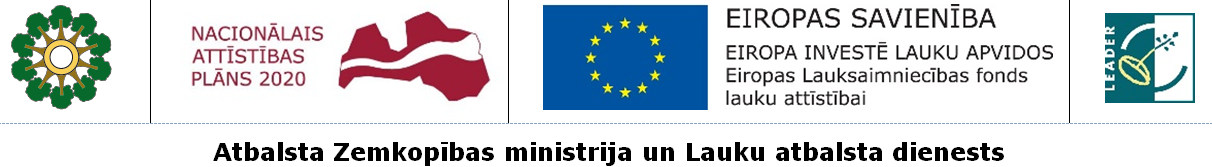 NACIONĀLAIS
ATTĪSTĪBAS
PLĀNS 2020
EIROPAS SAVIENĪBA
EIROPA INVESTĒ LAUKU APVIDOS
Eiropas Lauksaimniecības fonds
lauku attīstībai
LEADER
Atbalsta Zemkopības ministrija un Lauku atbalsta dienests